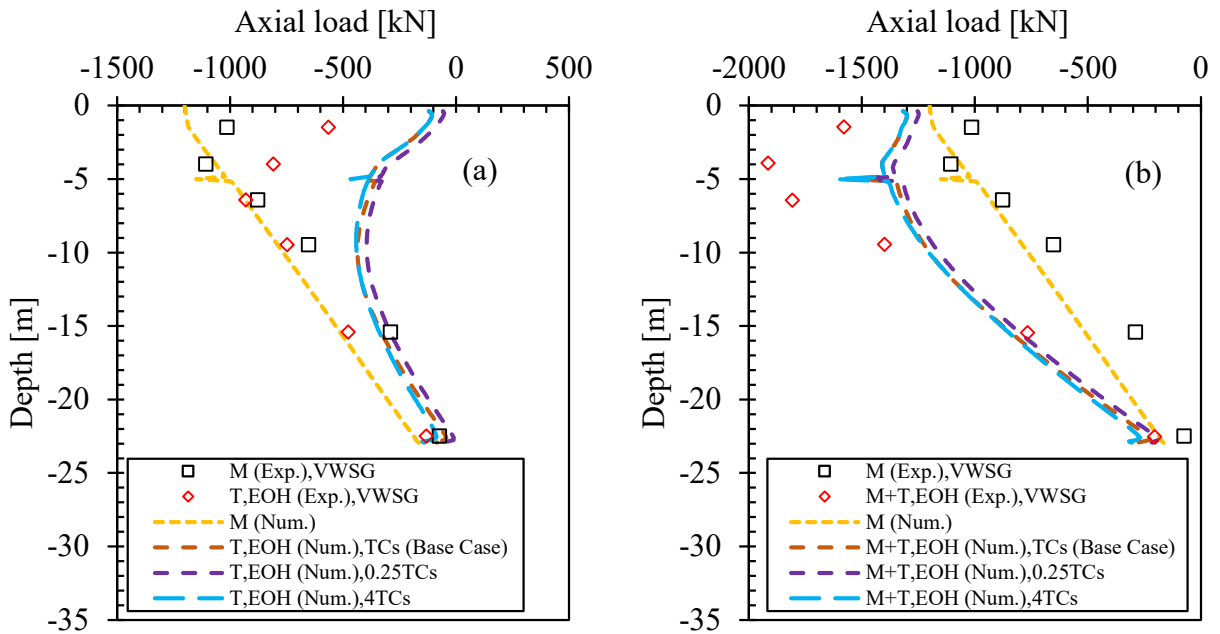 Axial load [kN]
-1500 -1000 -500 0 500
0
-5
-10
-15
-20
-25
-30
-35
Depth [m]
(a)
M (Exp.),VWSG
T,EOH (Exp.),VWSG
M (Num.)
T,EOH (Num.),TCs (Base Case)
T,EOH (Num.),0.25TCs
T,EOH (Num.),4TCs
Axial load [kN]
-2000 -1500 -1000 -500 0
0
-5
-10
-15
-20
-25
-30
-35
Depth [m]
(b)
M (Exp.),VWSG
M+T,EOH (Exp.),VWSG
M (Num.)
M+T,EOH (Num.),TCs (Base Case)
M+T,EOH (Num.),0.25TCs
M+T,EOH (Num.),4TCs